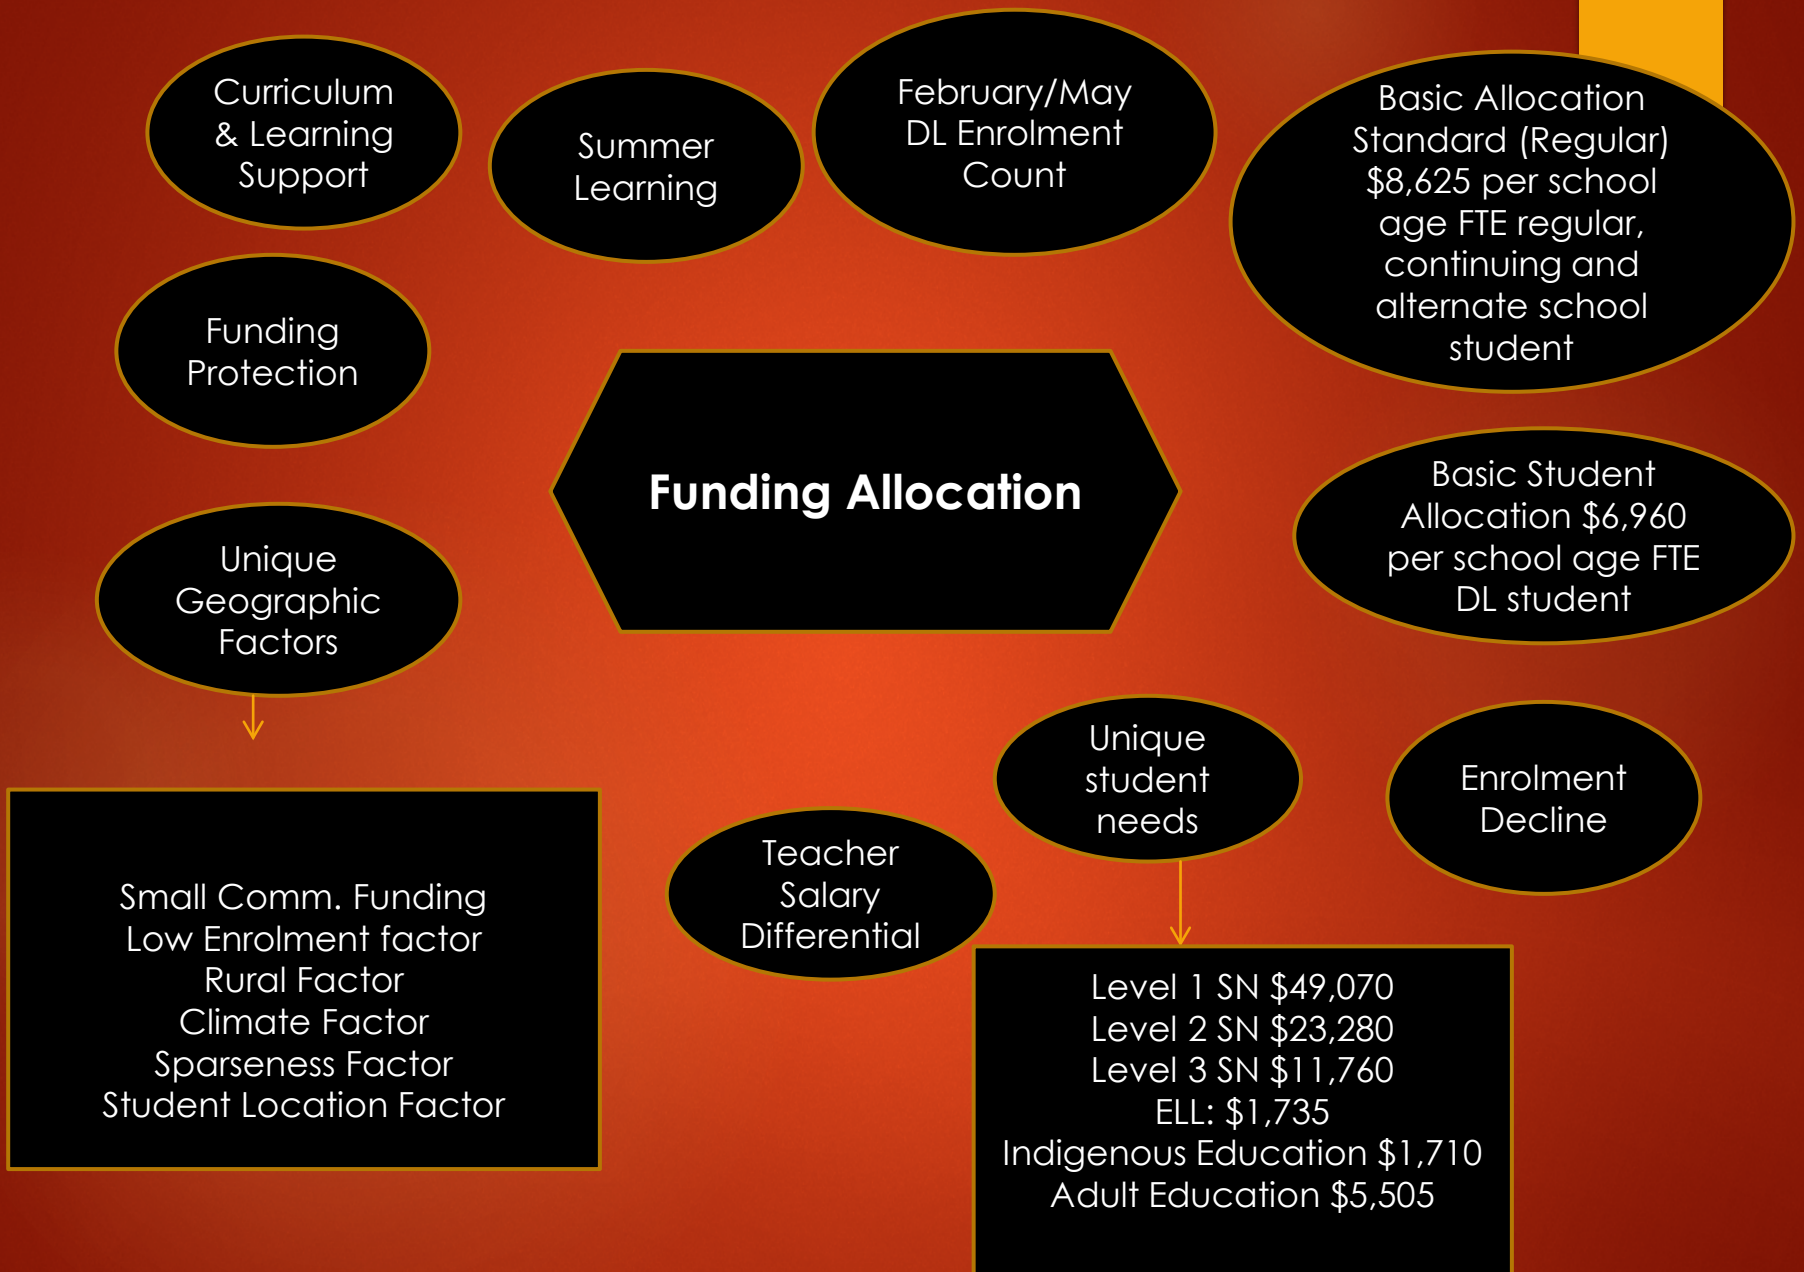 Curriculum
& Learning
Support
Summer
Learning
February/May
DL Enrolment
Count
Basic Allocation
Standard (Regular)
$8,625 per school
age FTE regular,
continuing and
alternate school
student
Funding
Protection
Funding Allocation
Basic Student
Allocation $6,960
per school age FTE
DL student
Unique
Geographic
Factors
Unique
student
needs
Enrolment
Decline
Teacher
Salary
Differential
Small Comm. Funding
Low Enrolment factor
Rural Factor
Climate Factor
Sparseness Factor
Student Location Factor
Level 1 SN $49,070
Level 2 SN $23,280
Level 3 SN $11,760
ELL: $1,735
Indigenous Education $1,710
Adult Education $5,505